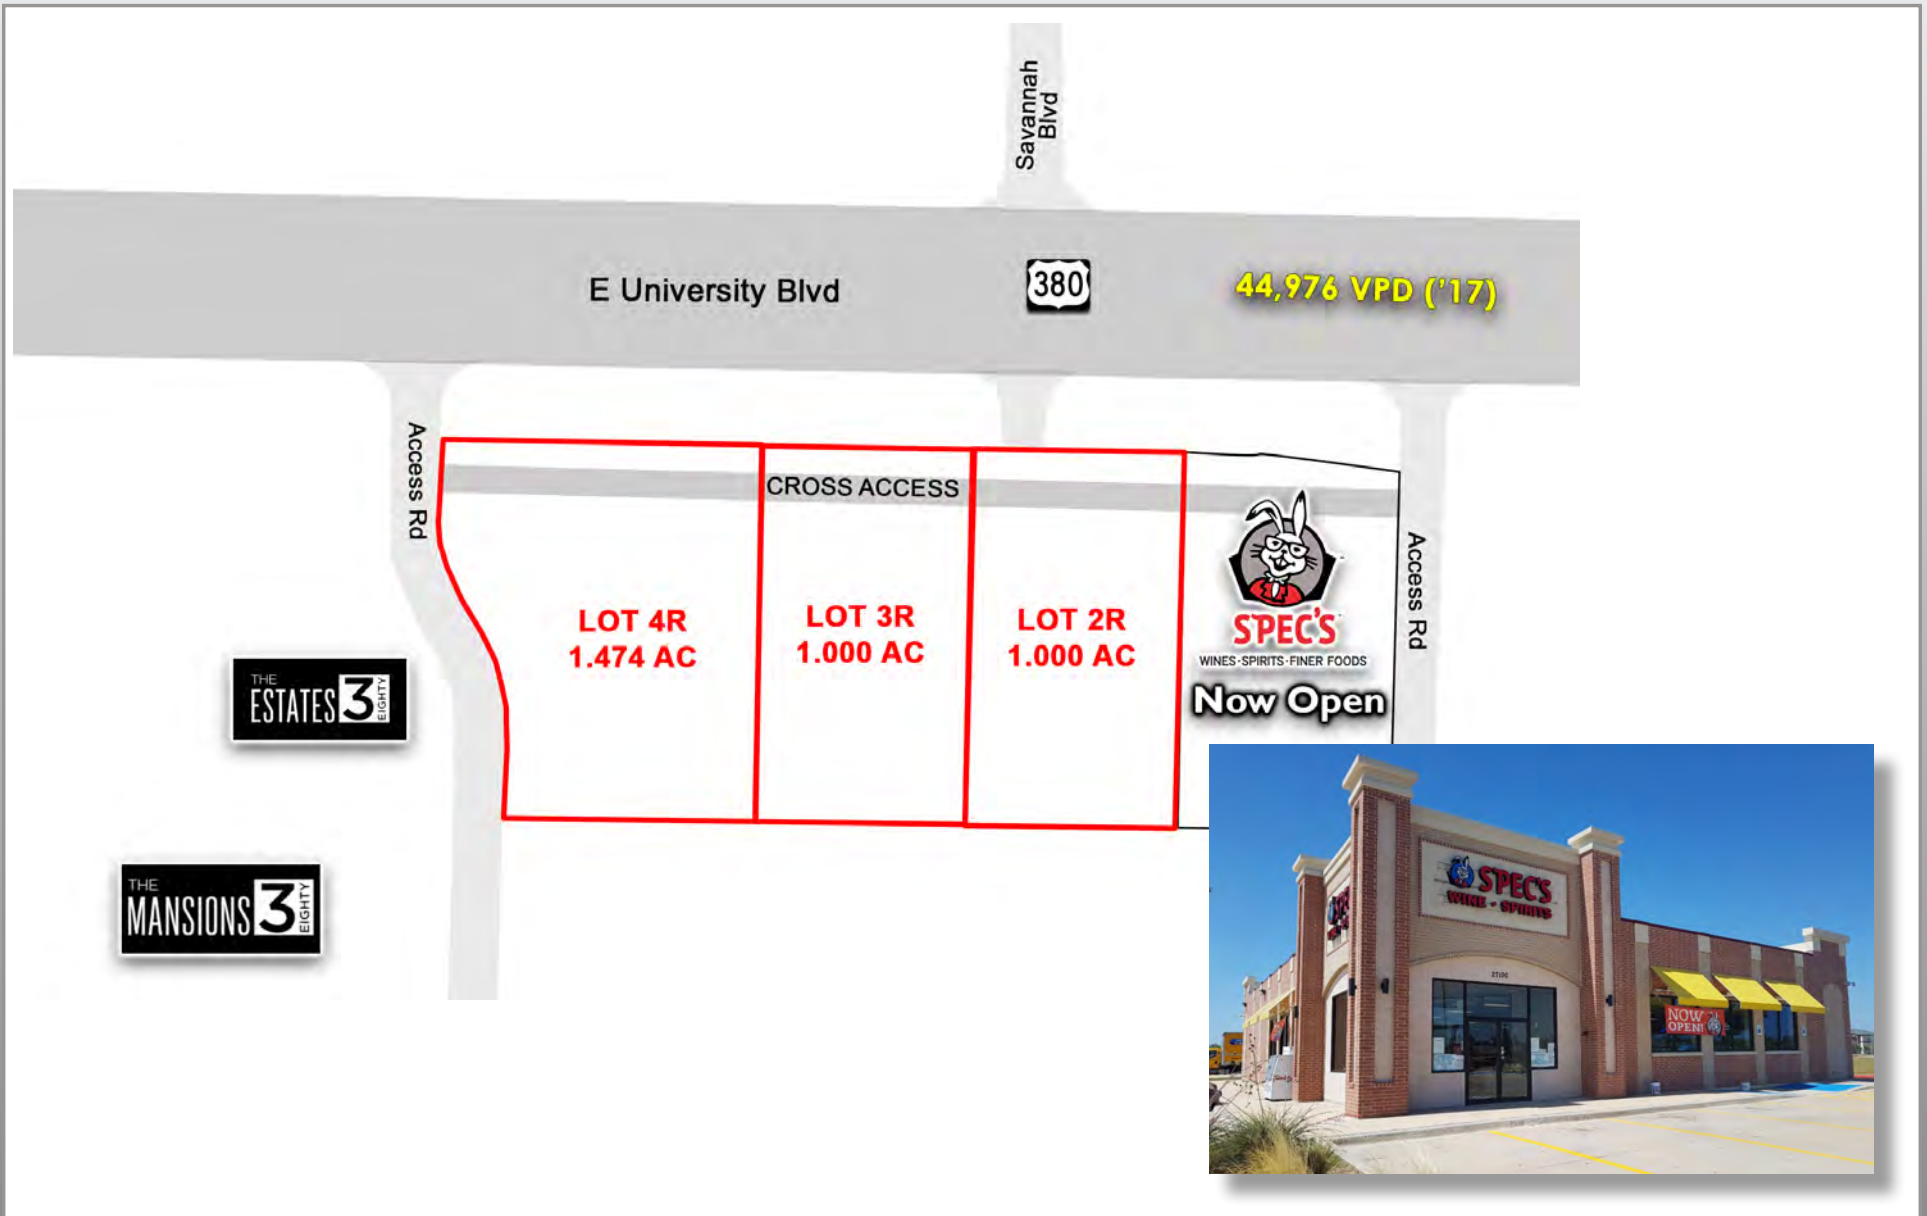 Savannah
Blvd
E University Blvd
380
44,976 VPD ('17)
Access Rd
CROSS ACCESS
LOT 4R
1.474 AC
LOT 3R
1.000 AC
LOT 2R
1.000 AC
SPEC'S
WINES·SPIRITS·FINER FOODS
Now Open
Access Rd
THE
ESTATES 3
EIGHTY
THE
MANSIONS 3
EIGHTY
SPEC'S
WINE - SPIRITS
27100
NOW
OPEN!